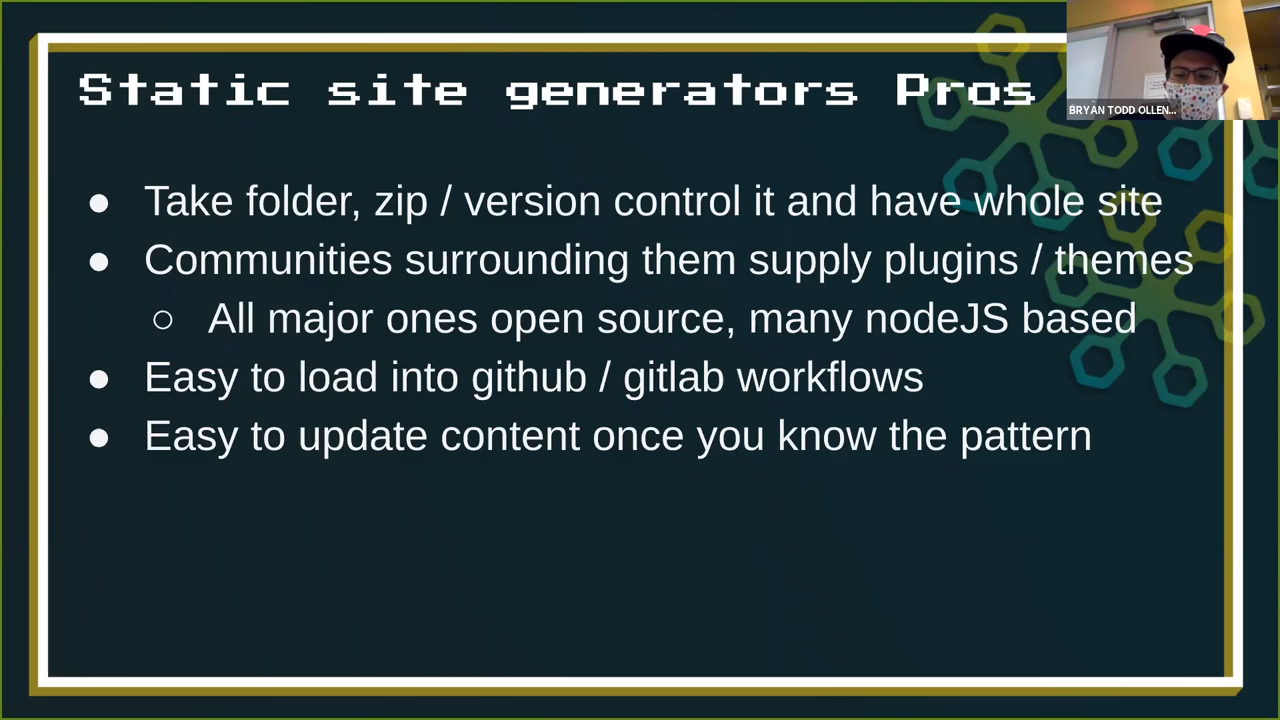 Static site generators Pros
BRYAN TODD OLLEN...
● Take folder, zip / version control it and have whole site
● Communities surrounding them supply plugins / themes
○ All major ones open source, many nodeJS based
● Easy to load into github / gitlab workflows
● Easy to update content once you know the pattern